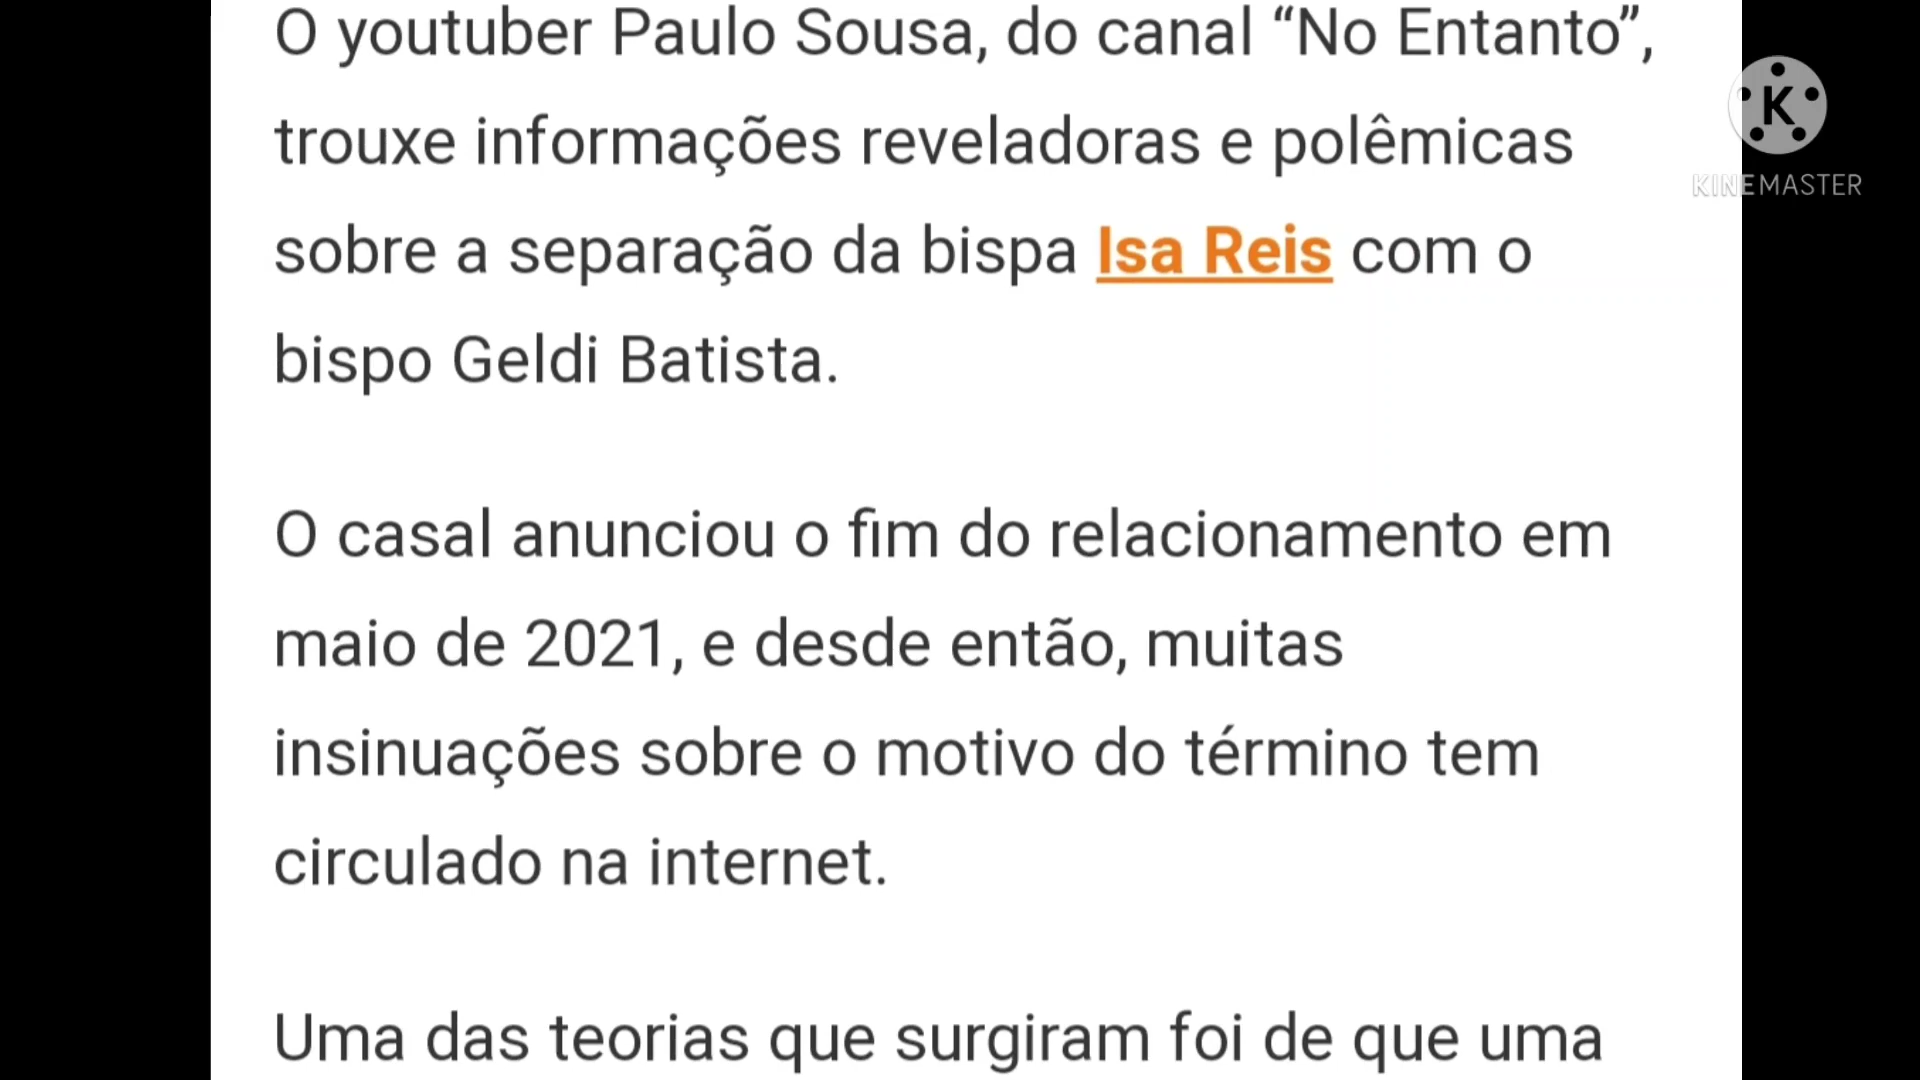 O youtuber Paulo Sousa, do canal “No Entanto”,
trouxe informações reveladoras e polêmicas
sobre a separação da bispa Isa Reis com o
bispo Geldi Batista.
O casal anunciou o fim do relacionamento em
maio de 2021, e desde então, muitas
insinuações sobre o motivo do término tem
circulado na internet.
Uma das teorias que surgiram foi de que uma
K
KINEMASTER